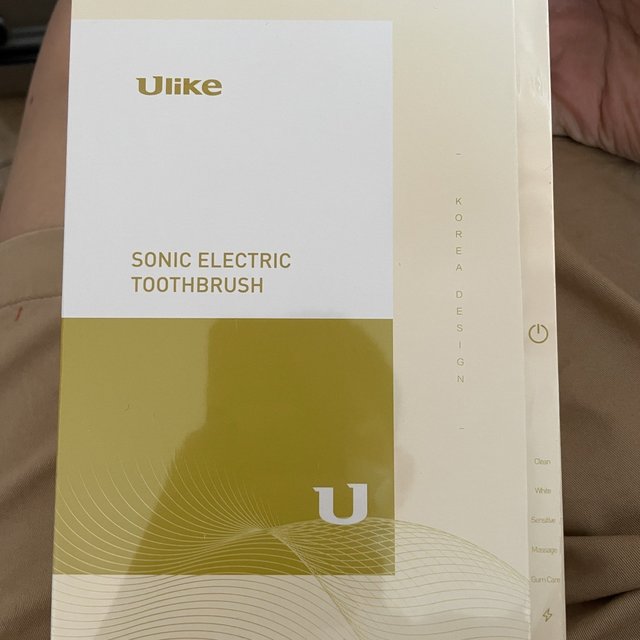 Ulike
SONIC ELECTRIC
TOOTHBRUSH
KOREA DESIGN
U
Clean
White
Sensitive
Massage
Gum Care